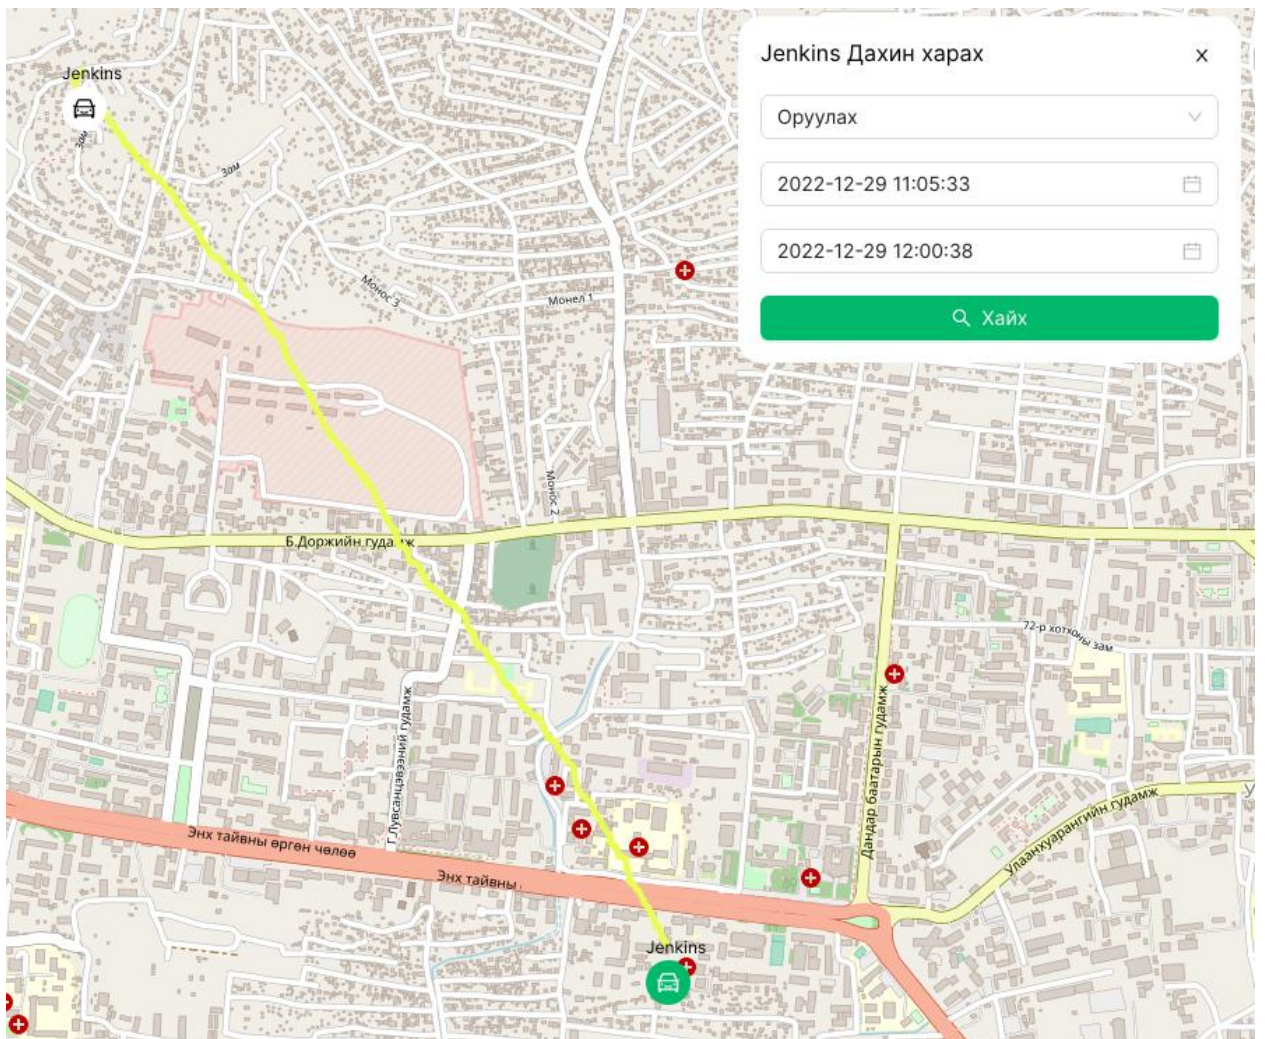 Jenkins Дахин харах
x
Оруулах
2022-12-29 11:05:33
2022-12-29 12:00:38
Хайх
Jenkins
Зам
Зам
Монос 3
Монел 1
Монос 2
Б.Доржийн гудамж
72-р хотхоны зам
Г.Лувсанцэвээний гудамж
Дандар баатарын гудамж
Улаанхуарангийн гудамж
У
Энх тайвны өргөн чөлөө
Энх тайвны
Jenkins